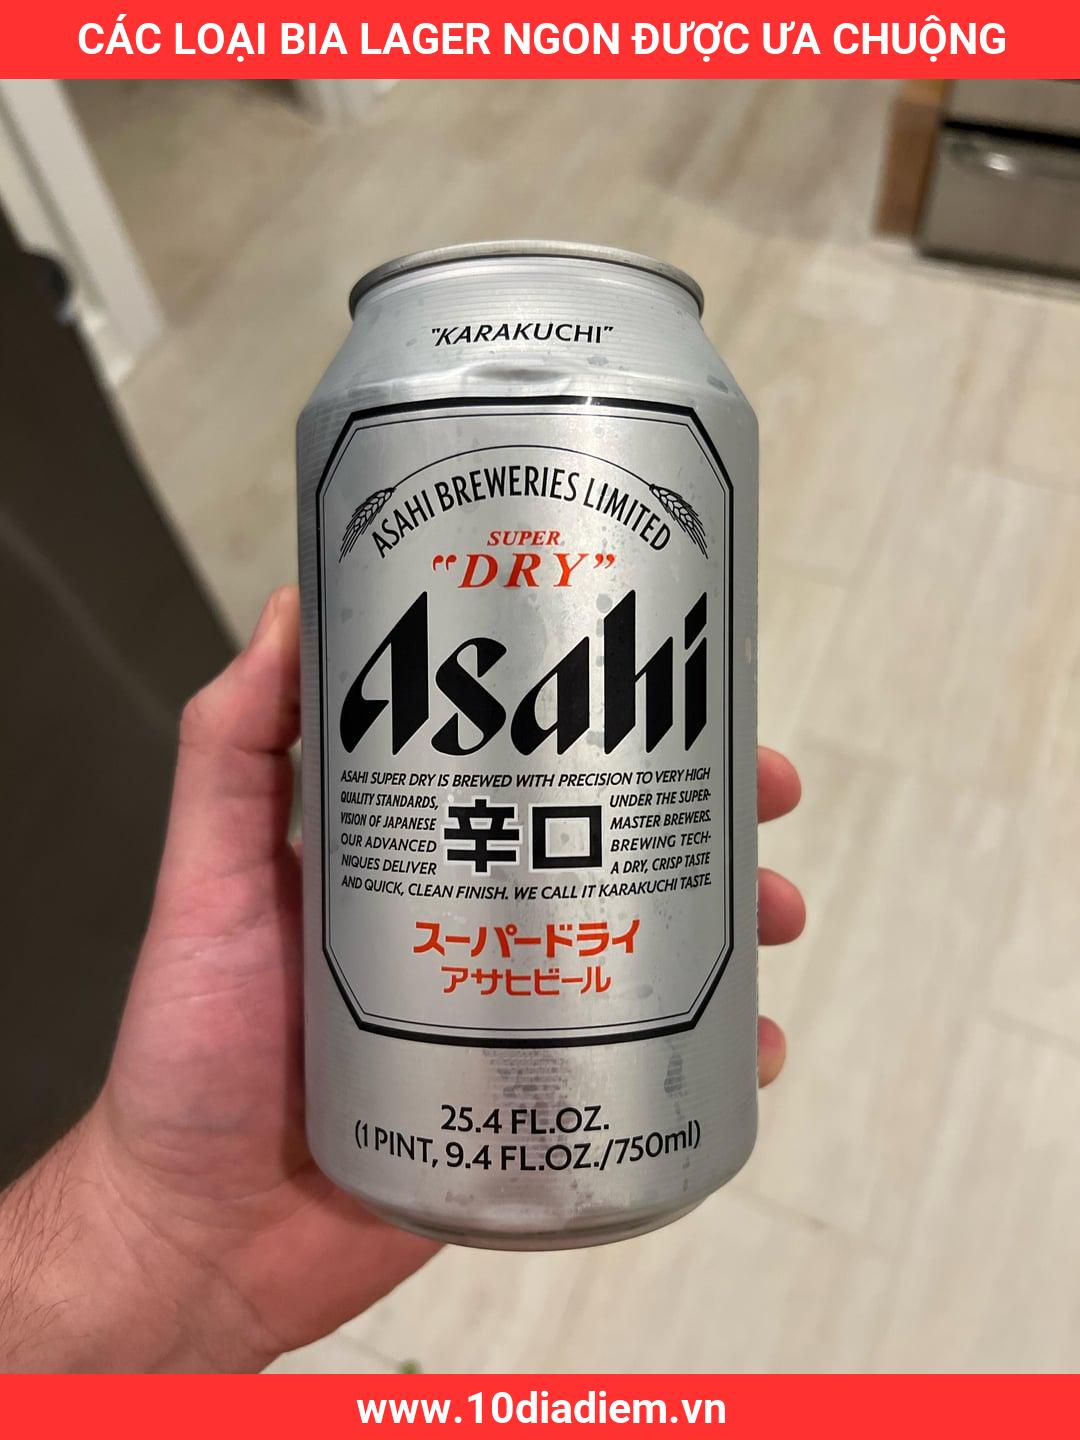 CÁC LOẠI BIA LAGER NGON ĐƯỢC ƯA CHUỘNG
"KARAKUCHI"
ASAHI BREWERIES LIMITED
SUPER
"DRY"
Asahi
ASAHI SUPER DRY IS BREWED WITH PRECISION TO VERY HIGH
QUALITY STANDARDS, UNDER THE SUPER-
VISION OF JAPANESE MASTER BREWERS.
OUR ADVANCED BREWING TECH-
NIQUES DELIVER A DRY, CRISP TASTE
辛口
AND QUICK, CLEAN FINISH. WE CALL IT KARAKUCHI TASTE.
スーパードライ
アサヒビール
25.4 FL.OZ.
(1 PINT, 9.4 FL.OZ./750ml)
www.10diadiem.vn